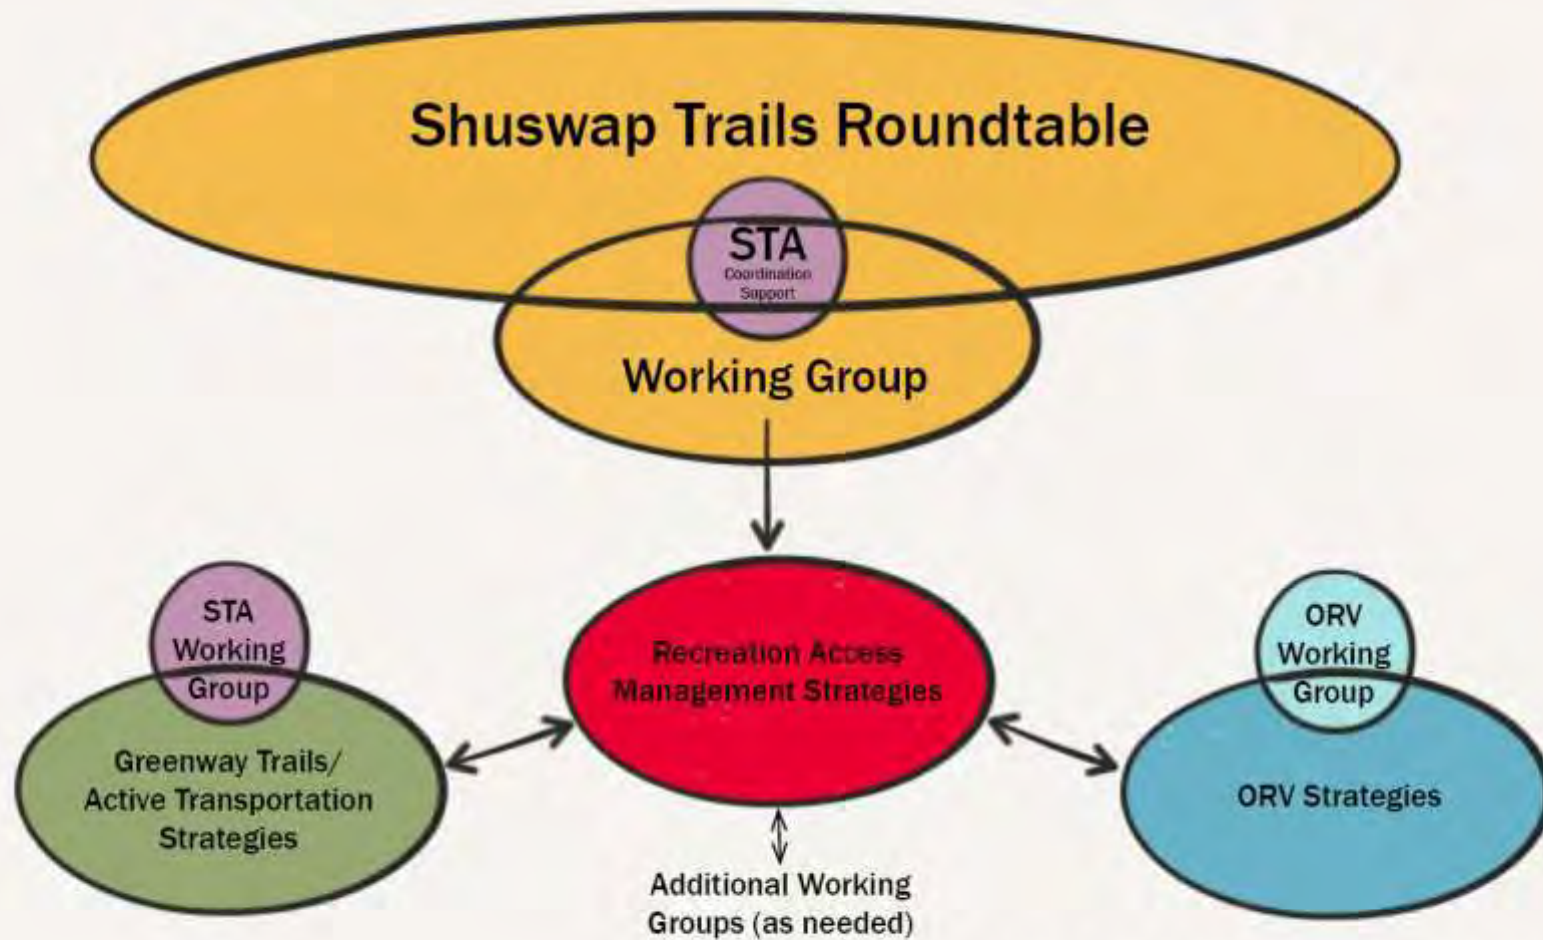 Shuswap Trails Roundtable
STA
Coordination
Support
Working Group
STA
Working
Group
Greenway Trails/
Active Transportation
Strategies
Recreation Access
Management Strategies
ORV
Working
Group
ORV Strategies
Additional Working
Groups (as needed)